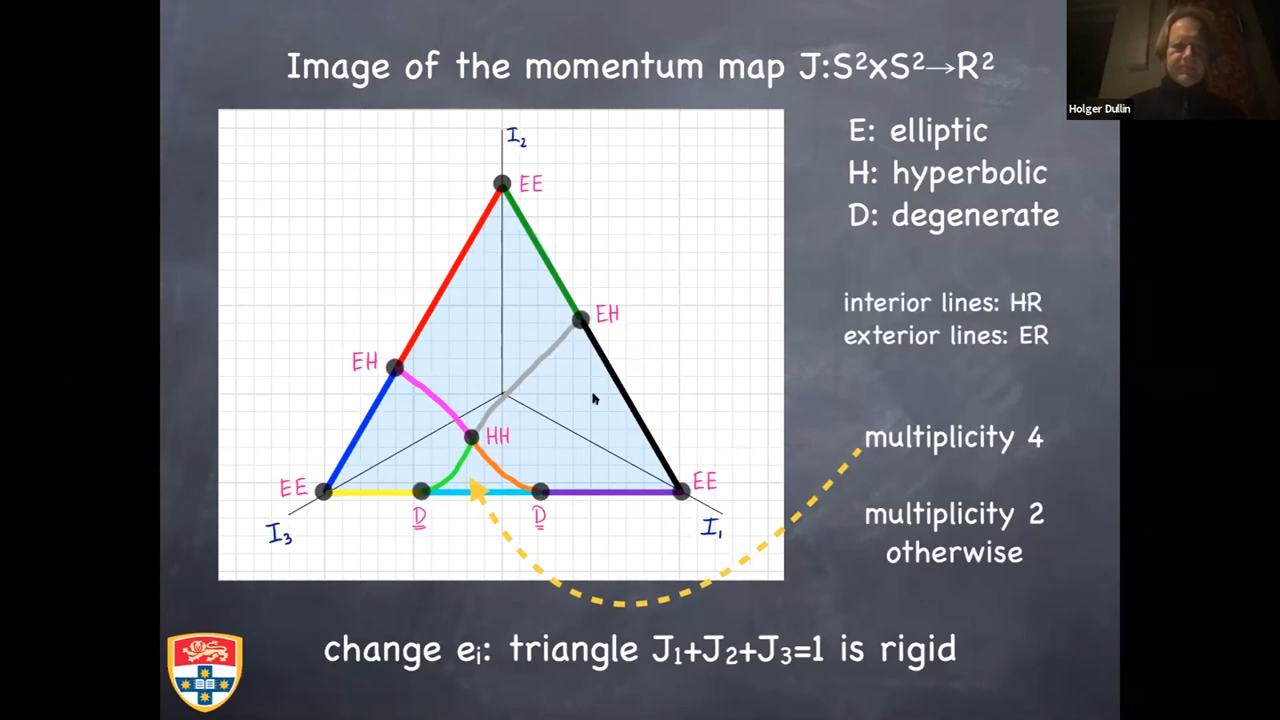 Image of the momentum map J:S²xS²→R²
Holger Dullin
I₂
EE
E: elliptic
H: hyperbolic
D: degenerate
EH
EH
interior lines: HR
exterior lines: ER
HH
multiplicity 4
EE
EE
D
D
I₃
I₁
multiplicity 2
otherwise
change eᵢ: triangle J₁+J₂+J₃=1 is rigid